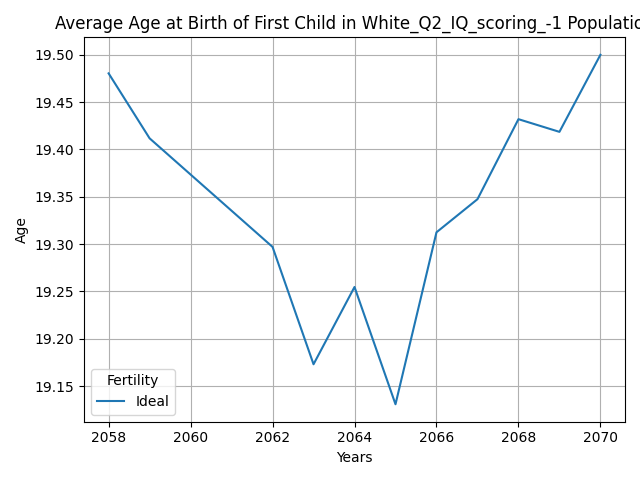 Average Age at Birth of First Child in White_Q2_IQ_scoring_-1 Populatio
19.50
19.45
19.40
19.35
19.30
19.25
19.20
19.15
Age
Fertility
Ideal
2058 2060 2062 2064 2066 2068 2070
Years